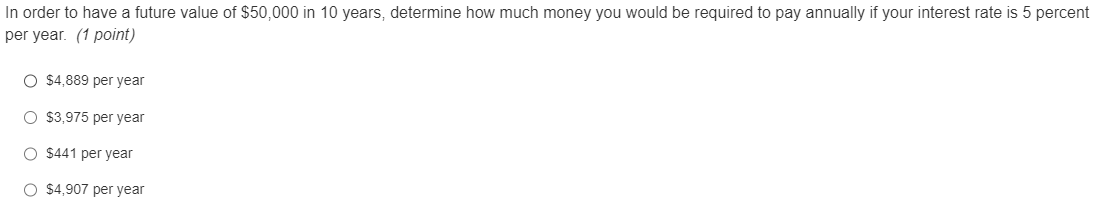 In order to have a future value of $50,000 in 10 years, determine how much money you would be required to pay annually if your interest rate is 5 percent
per year. (1 point)
$4,889 per year
$3,975 per year
$441 per year
$4,907 per year